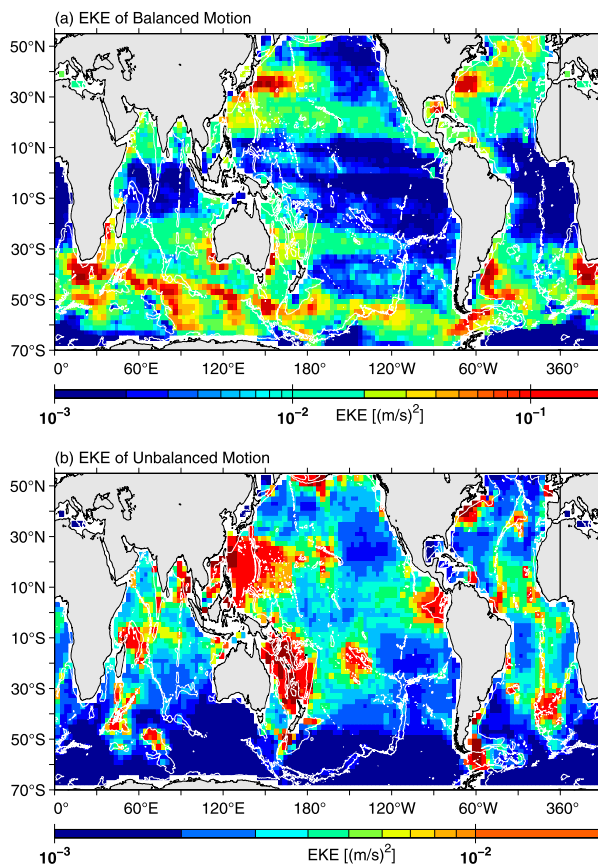 (a) EKE of Balanced Motion
50°N
30°N
10°N
10°S
30°S
50°S
70°S
0° 60°E 120°E 180° 120°W 60°W 360°
10⁻³ 10⁻² 10⁻¹
EKE [(m/s)²]
(b) EKE of Unbalanced Motion
50°N
30°N
10°N
10°S
30°S
50°S
70°S
0° 60°E 120°E 180° 120°W 60°W 360°
10⁻³ 10⁻²
EKE [(m/s)²]